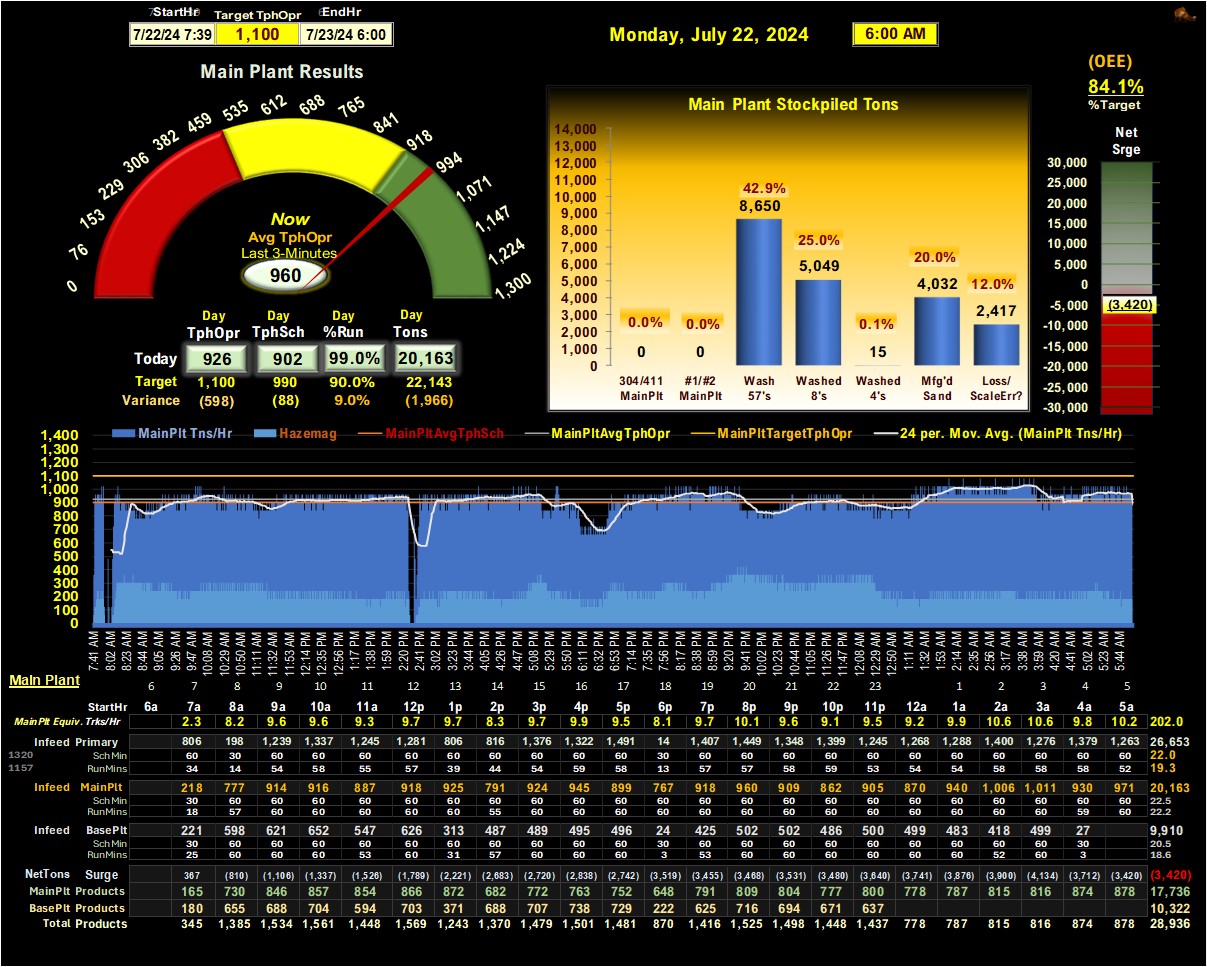 StartHr Target TphOpr EndHr
7/22/24 7:39 1,100 7/23/24 6:00
Monday, July 22, 2024 6:00 AM
(OEE)
84.1%
%Target
Main Plant Results
0 76 153 229 306 382 459 535 612 688 765 841 918 994 1,071 1,147 1,224 1,300
Now
Avg TphOpr
Last 3-Minutes
960
Day Day Day Day
TphOpr TphSch %Run Tons
Today 926 902 99.0% 20,163
Target 1,100 990 90.0% 22,143
Variance (598) (88) 9.0% (1,966)
Main Plant Stockpiled Tons
14,000
13,000
12,000
11,000
10,000
9,000
8,000
7,000
6,000
5,000
4,000
3,000
2,000
1,000
0
0.0% 0.0% 42.9% 25.0% 0.1% 20.0% 12.0%
0 0 8,650 5,049 15 4,032 2,417
304/411 #1/#2 Wash Washed Washed Mfg'd Loss/
MainPlt MainPlt 57's 8's 4's Sand ScaleErr?
Net
Srge
30,000
25,000
20,000
15,000
10,000
5,000
0
-5,000
-10,000
-15,000
-20,000
-25,000
-30,000
(3,420)
MainPlt Tns/Hr Hazemag MainPltAvgTphSch MainPltAvgTphOpr MainPltTargetTphOpr 24 per. Mov. Avg. (MainPlt Tns/Hr)
1,400
1,300
1,200
1,100
1,000
900
800
700
600
500
400
300
200
100
0
7:41 AM 8:02 AM 8:23 AM 8:44 AM 9:05 AM 9:26 AM 9:47 AM 10:08 AM 10:29 AM 10:50 AM 11:11 AM 11:32 AM 11:53 AM 12:14 PM 12:35 PM 12:56 PM 1:17 PM 1:38 PM 1:59 PM 2:20 PM 2:41 PM 3:02 PM 3:23 PM 3:44 PM 4:05 PM 4:26 PM 4:47 PM 5:08 PM 5:29 PM 5:50 PM 6:11 PM 6:32 PM 6:53 PM 7:14 PM 7:35 PM 7:56 PM 8:17 PM 8:38 PM 8:59 PM 9:20 PM 9:41 PM 10:02 PM 10:23 PM 10:44 PM 11:05 PM 11:26 PM 11:47 PM 12:08 AM 12:29 AM 12:50 AM 1:11 AM 1:32 AM 1:53 AM 2:14 AM 2:35 AM 2:56 AM 3:17 AM 3:38 AM 3:59 AM 4:20 AM 4:41 AM 5:02 AM 5:23 AM 5:44 AM
Main Plant 6 7 8 9 10 11 12 13 14 15 16 17 18 19 20 21 22 23 1 2 3 4 5
StartHr 6a 7a 8a 9a 10a 11a 12p 1p 2p 3p 4p 5p 6p 7p 8p 9p 10p 11p 12a 1a 2a 3a 4a 5a
MainPlt Equiv. Trks/Hr 2.3 8.2 9.6 9.6 9.3 9.7 9.7 8.3 9.7 9.9 9.5 8.1 9.7 10.1 9.6 9.1 9.5 9.2 9.9 10.6 10.6 9.8 10.2 202.0
Infeed Primary 806 198 1,239 1,337 1,245 1,281 806 816 1,376 1,322 1,491 14 1,407 1,449 1,348 1,399 1,245 1,268 1,288 1,400 1,276 1,379 1,263 26,653
1320 SchMin 60 30 60 60 60 60 60 60 60 60 60 30 60 60 60 60 60 60 60 60 60 60 60 22.0
1157 RunMins 34 14 54 58 55 57 39 44 54 59 58 13 57 57 58 59 53 54 54 58 58 58 52 19.3
Infeed MainPlt 218 777 914 916 887 918 925 791 924 945 899 767 918 960 909 862 905 870 940 1,006 1,011 930 971 20,163
SchMin 30 60 60 60 60 60 60 60 60 60 60 60 60 60 60 60 60 60 60 60 60 60 60 22.5
RunMins 18 57 60 60 60 60 60 55 60 60 60 60 60 60 60 60 60 60 60 60 60 59 60 22.2
Infeed BasePlt 221 598 621 652 547 626 313 487 489 495 496 24 425 502 502 486 500 499 483 418 499 27 9,910
SchMin 30 60 60 60 60 60 60 60 60 60 60 30 60 60 60 60 60 60 60 60 60 30 20.5
RunMins 25 60 60 60 53 60 31 57 60 60 60 3 53 60 60 60 60 60 60 52 60 3 18.6
NetTons Surge 367 (810) (1,106) (1,337) (1,526) (1,789) (2,221) (2,683) (2,720) (2,838) (2,742) (3,519) (3,455) (3,468) (3,531) (3,480) (3,640) (3,741) (3,876) (3,900) (4,134) (3,712) (3,420) (3,420)
MainPlt Products 165 730 846 857 854 866 872 682 772 763 752 648 791 809 804 777 800 778 787 815 816 874 878 17,736
BasePlt Products 180 655 688 704 594 703 371 688 707 738 729 222 625 716 694 671 637 10,322
Total Products 345 1,385 1,534 1,561 1,448 1,569 1,243 1,370 1,479 1,501 1,481 870 1,416 1,525 1,498 1,448 1,437 778 787 815 816 874 878 28,936